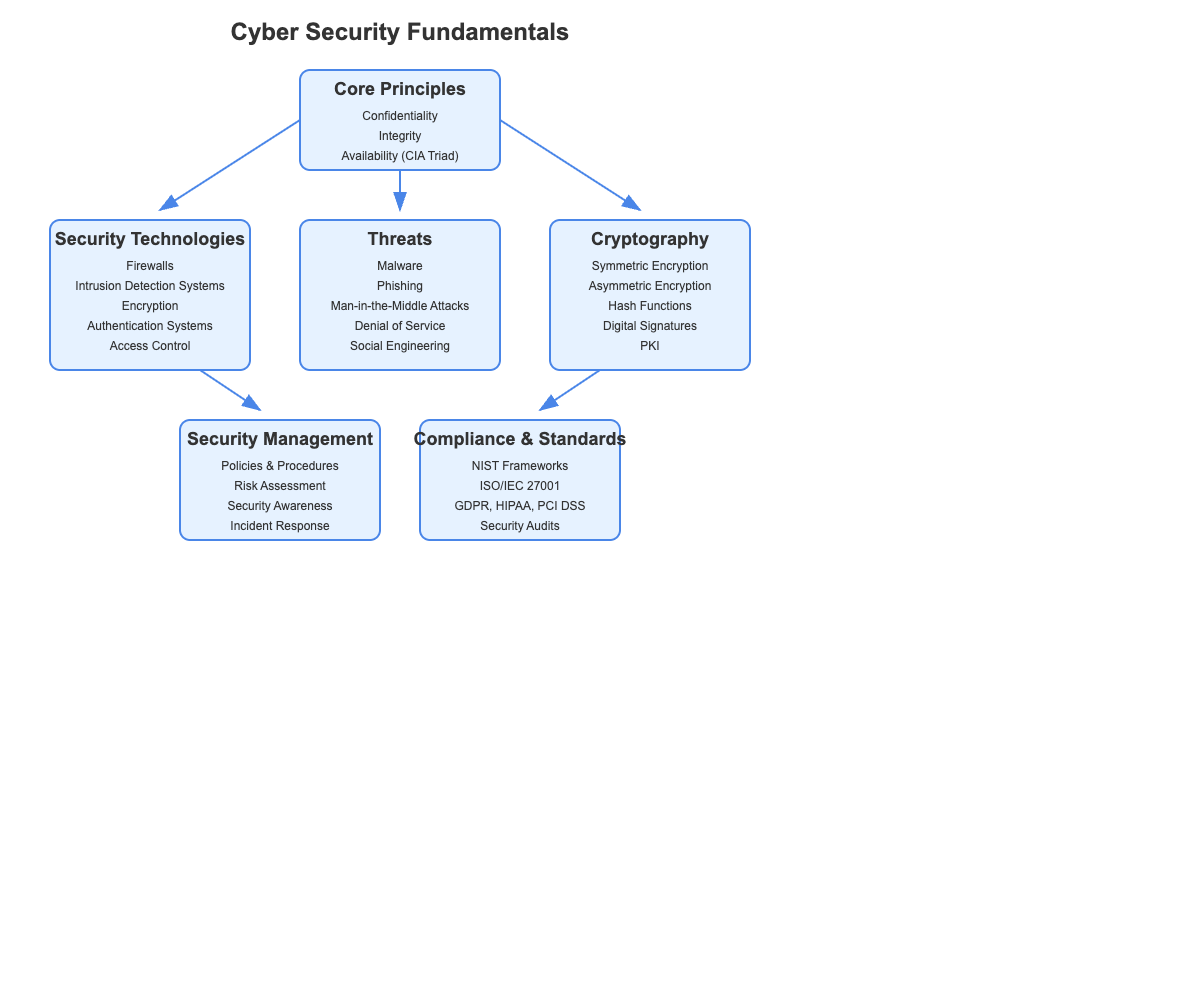 Cyber Security Fundamentals
Core Principles
Confidentiality
Integrity
Availability (CIA Triad)
Security Technologies
Firewalls
Intrusion Detection Systems
Encryption
Authentication Systems
Access Control
Threats
Malware
Phishing
Man-in-the-Middle Attacks
Denial of Service
Social Engineering
Cryptography
Symmetric Encryption
Asymmetric Encryption
Hash Functions
Digital Signatures
PKI
Security Management
Policies & Procedures
Risk Assessment
Security Awareness
Incident Response
Compliance & Standards
NIST Frameworks
ISO/IEC 27001
GDPR, HIPAA, PCI DSS
Security Audits